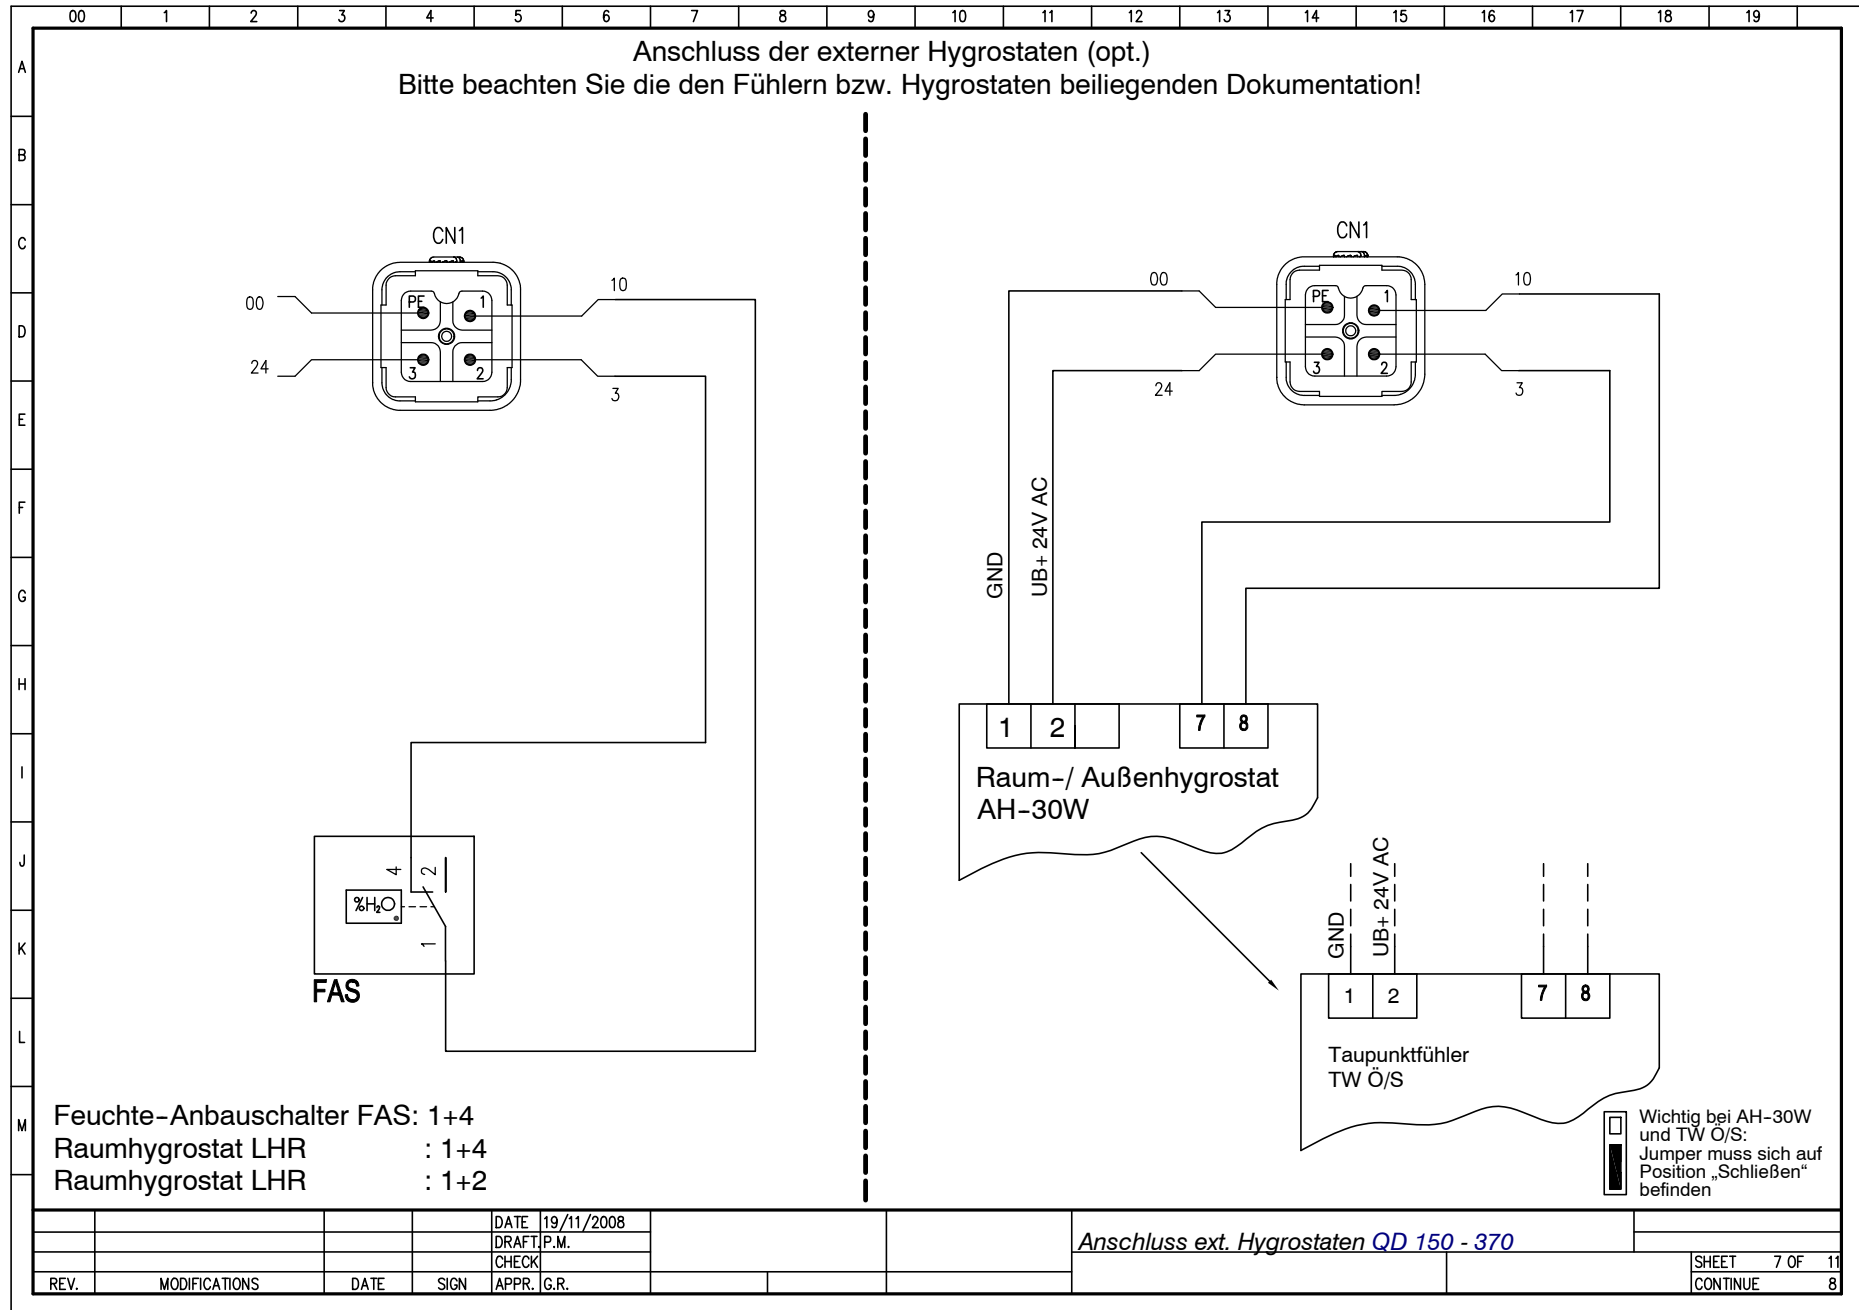 00 1 2 3 4 5 6 7 8 9 10 11 12 13 14 15 16 17 18 19
A
B
C
D
E
F
G
H
I
J
K
L
M
Anschluss der externer Hygrostaten (opt.)
Bitte beachten Sie die den Fühlern bzw. Hygrostaten beiliegenden Dokumentation!
CN1
00
24
PE 1
3 2
10
3
4 2
%H₂O
1
FAS
Feuchte-Anbauschalter FAS: 1+4
Raumhygrostat LHR : 1+4
Raumhygrostat LHR : 1+2
CN1
00
24
PE 1
3 2
10
3
GND
UB+ 24V AC
1 2 7 8
Raum-/ Außenhygrostat
AH-30W
GND
UB+ 24V AC
1 2 7 8
Taupunktfühler
TW Ö/S
Wichtig bei AH-30W
und TW Ö/S:
Jumper muss sich auf
Position „Schließen“
befinden
DATE 19/11/2008
DRAFT. P.M.
CHECK
REV. MODIFICATIONS DATE SIGN APPR. G.R.
Anschluss ext. Hygrostaten QD 150 - 370
SHEET 7 OF 11
CONTINUE 8